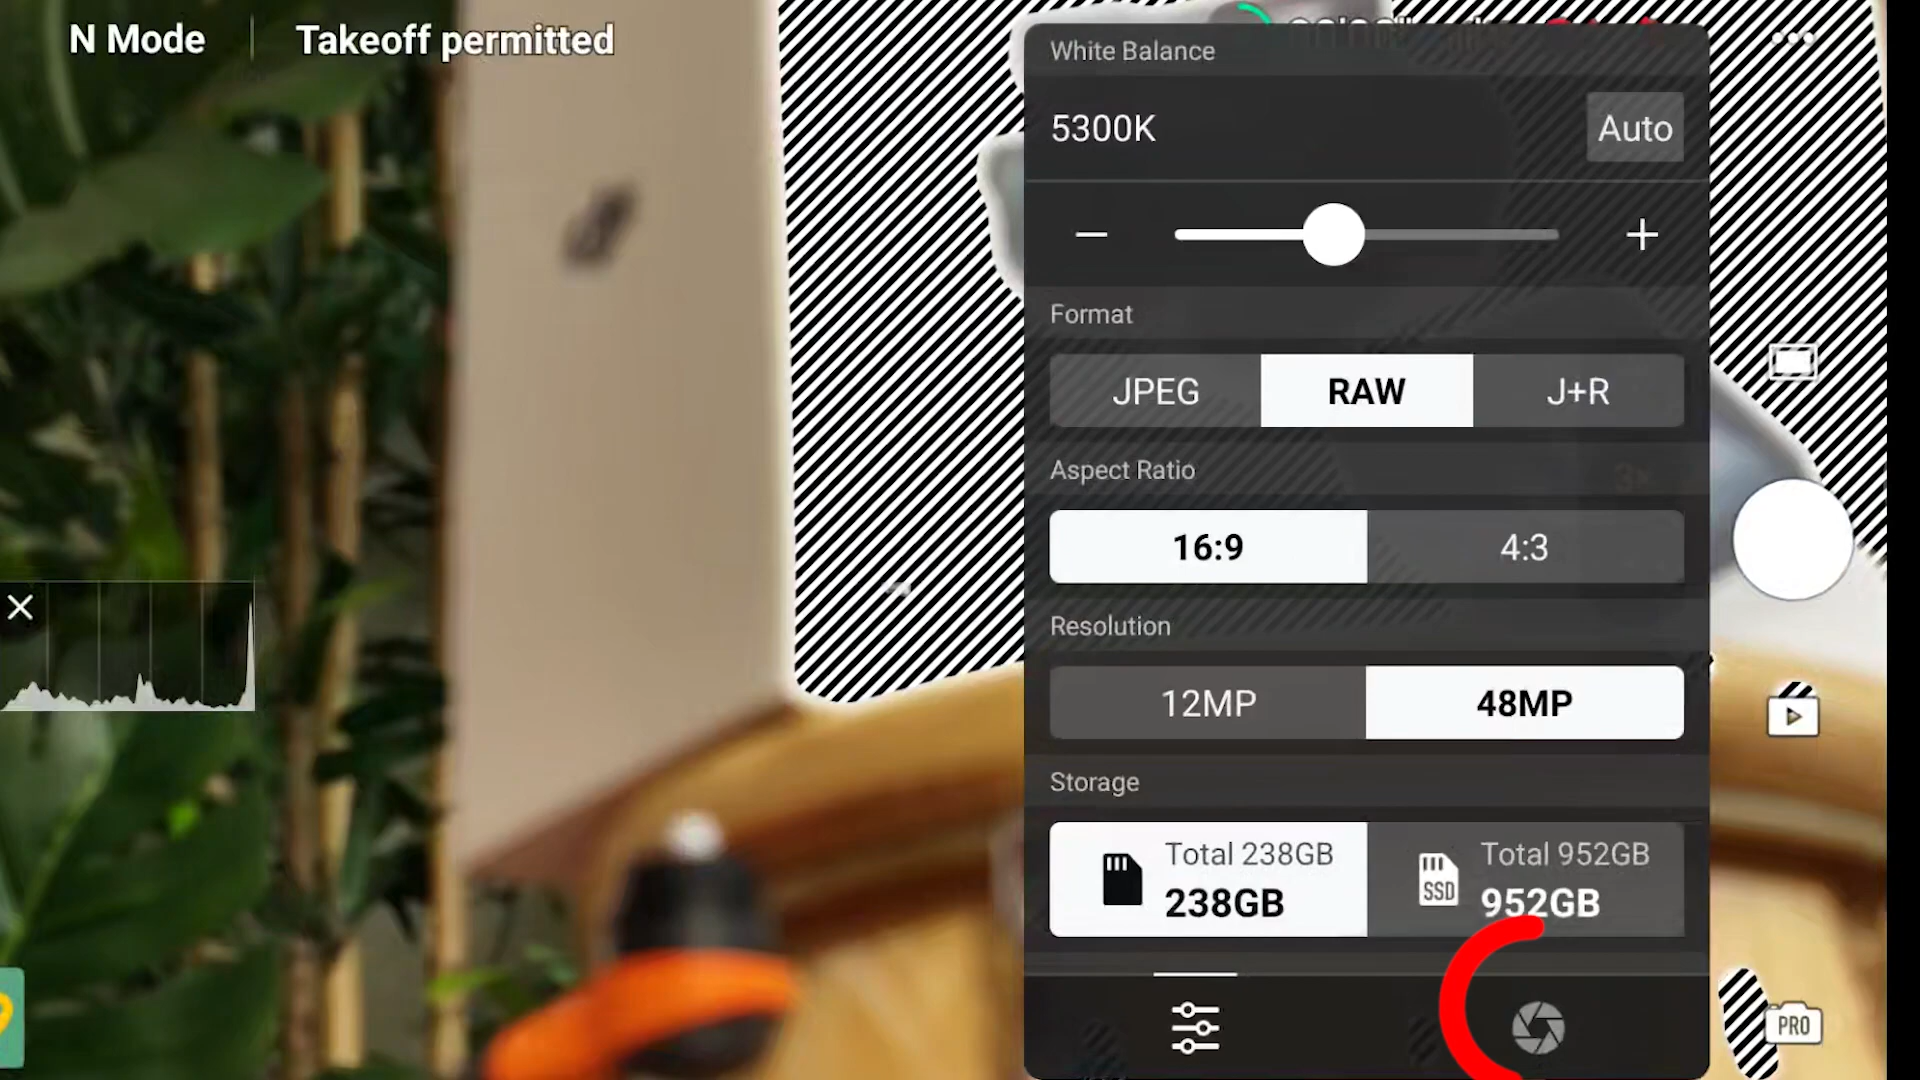 N Mode
Takeoff permitted
White Balance
5300K
Auto
Format
JPEG
RAW
J+R
Aspect Ratio
16:9
4:3
Resolution
12MP
48MP
Storage
Total 238GB
238GB
SSD
Total 952GB
952GB
PRO